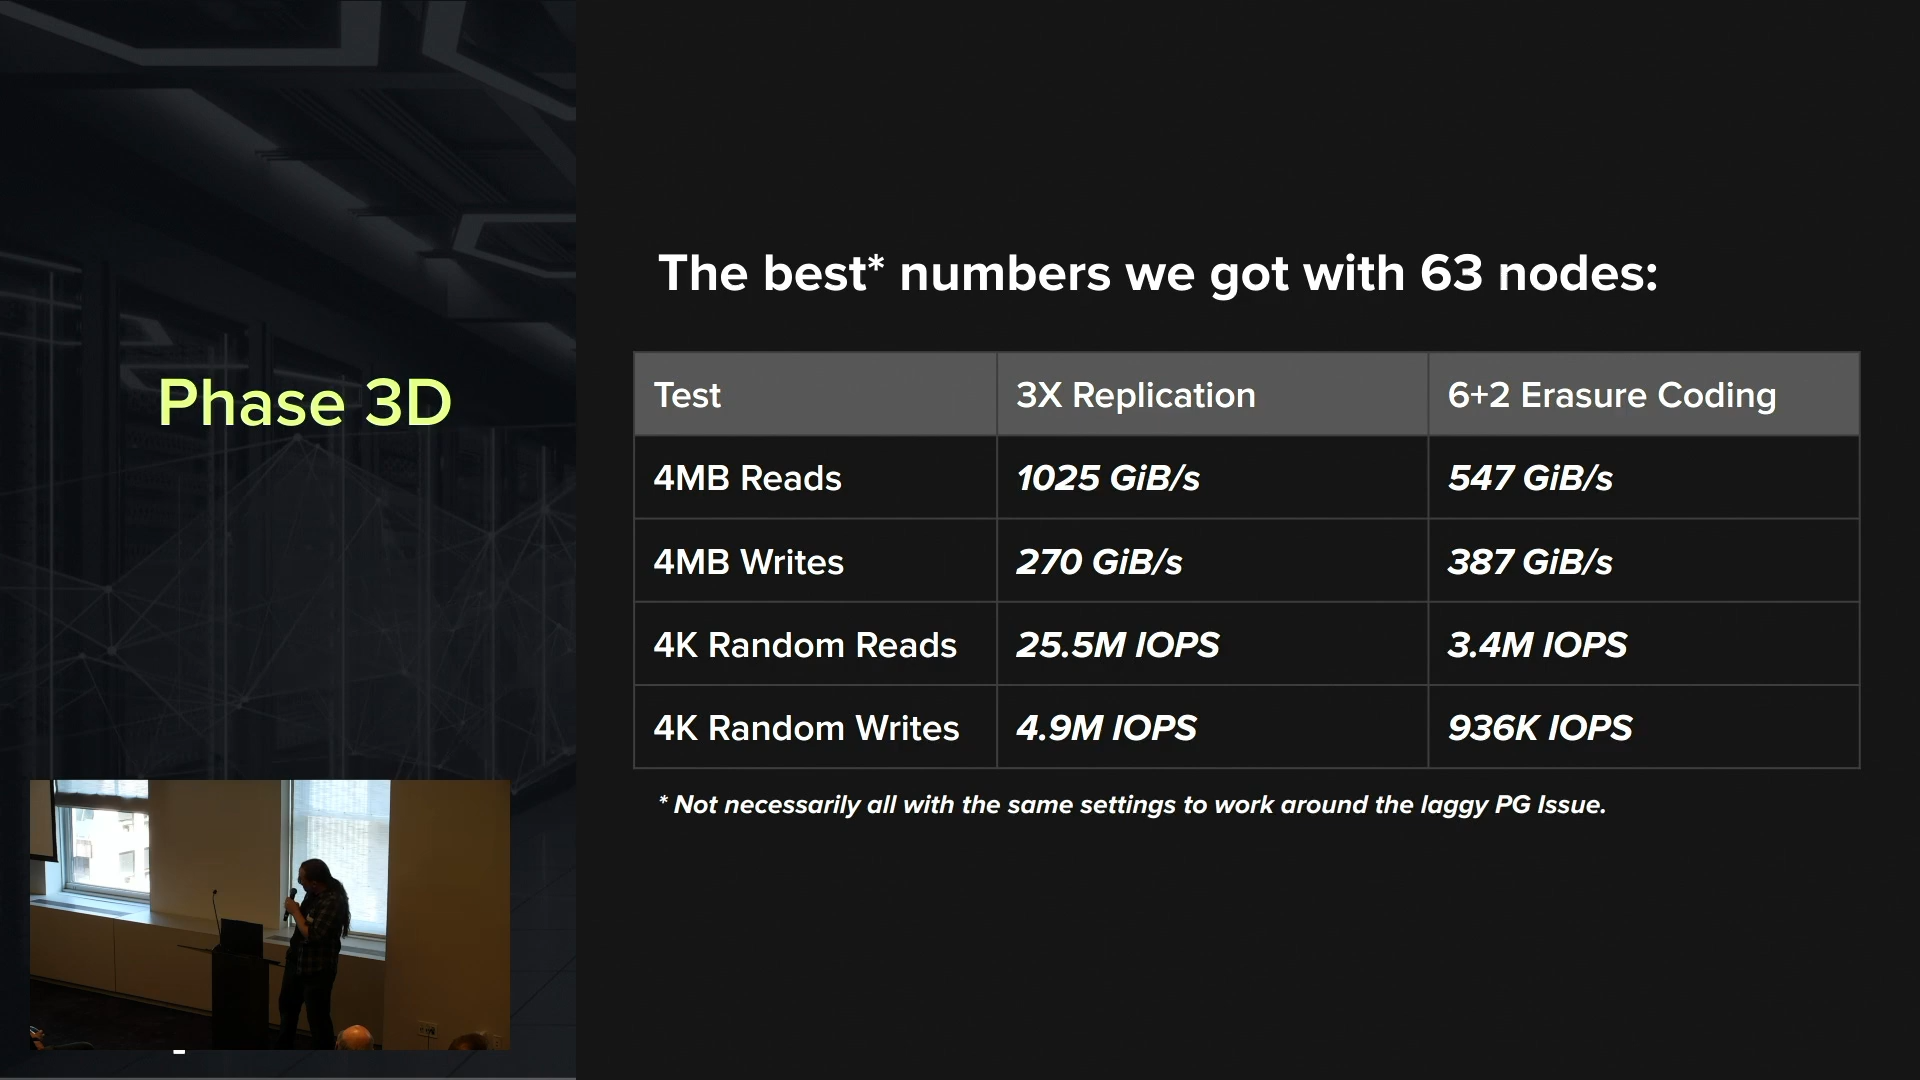 Phase 3D
The best* numbers we got with 63 nodes:
Test 3X Replication 6+2 Erasure Coding
4MB Reads 1025 GiB/s 547 GiB/s
4MB Writes 270 GiB/s 387 GiB/s
4K Random Reads 25.5M IOPS 3.4M IOPS
4K Random Writes 4.9M IOPS 936K IOPS
* Not necessarily all with the same settings to work around the laggy PG Issue.